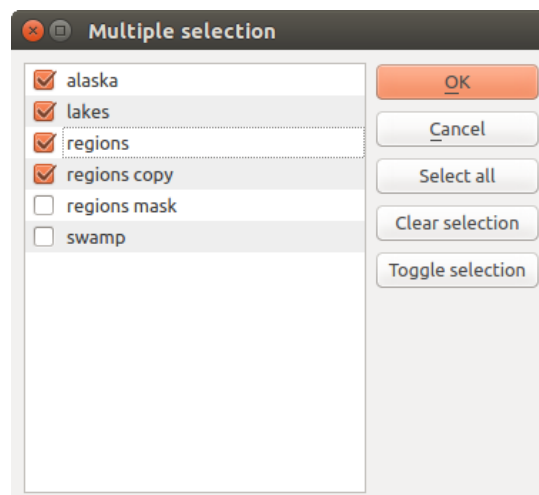 Multiple selection
alaska
lakes
regions
regions copy
regions mask
swamp
OK
Cancel
Select all
Clear selection
Toggle selection